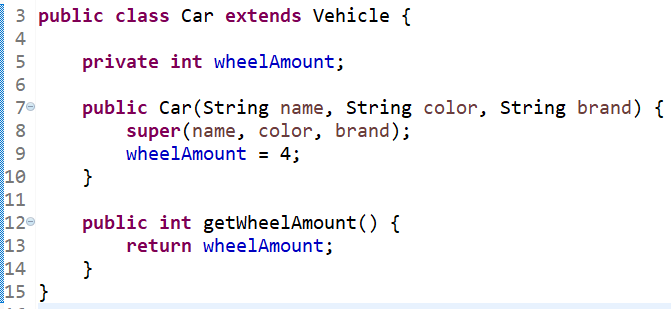 3 public class Car extends Vehicle {
4
5     private int wheelAmount;
6
7     public Car(String name, String color, String brand) {
8         super(name, color, brand);
9         wheelAmount = 4;
10     }
11
12     public int getWheelAmount() {
13         return wheelAmount;
14     }
15 }